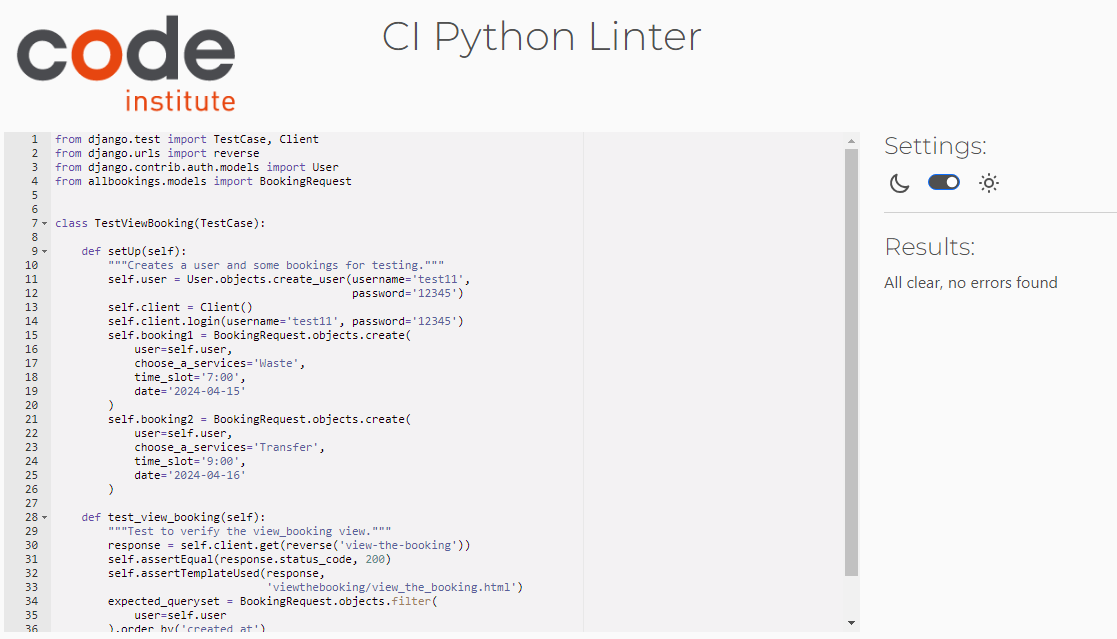 code
institute
CI Python Linter
1 from django.test import TestCase, Client
2 from django.urls import reverse
3 from django.contrib.auth.models import User
4 from allbookings.models import BookingRequest
5
6
7 class TestViewBooking(TestCase):
8
9     def setUp(self):
10         """Creates a user and some bookings for testing."""
11         self.user = User.objects.create_user(username='test11',
12                                              password='12345')
13         self.client = Client()
14         self.client.login(username='test11', password='12345')
15         self.booking1 = BookingRequest.objects.create(
16             user=self.user,
17             choose_a_services='Waste',
18             time_slot='7:00',
19             date='2024-04-15'
20         )
21         self.booking2 = BookingRequest.objects.create(
22             user=self.user,
23             choose_a_services='Transfer',
24             time_slot='9:00',
25             date='2024-04-16'
26         )
27
28     def test_view_booking(self):
29         """Test to verify the view_booking view."""
30         response = self.client.get(reverse('view-the-booking'))
31         self.assertEqual(response.status_code, 200)
32         self.assertTemplateUsed(response,
33                                 'viewthebooking/view_the_booking.html')
34         expected_queryset = BookingRequest.objects.filter(
35             user=self.user
36         ).order_by('created_at')
Settings:
Results:
All clear, no errors found